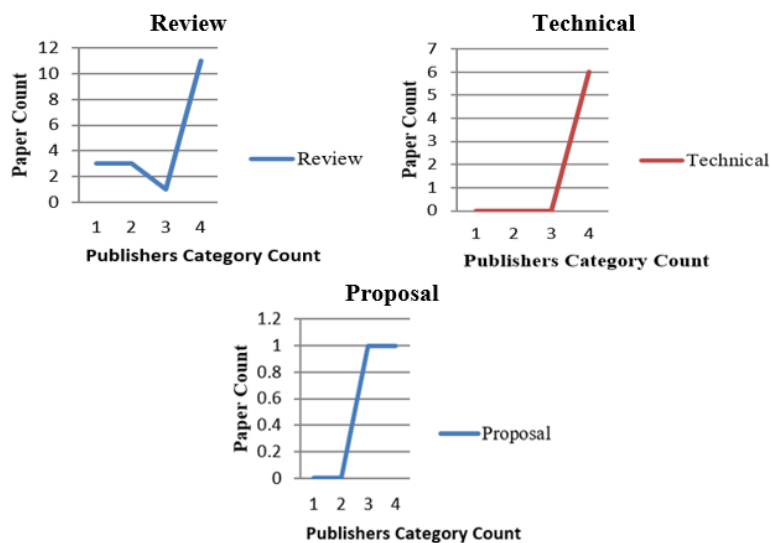 Review
12
10
8
6
4
2
0
Paper Count
1 2 3 4
Publishers Category Count
Review
Technical
7
6
5
4
3
2
1
0
Paper Count
1 2 3 4
Publishers Category Count
Technical
Proposal
1.2
1
0.8
0.6
0.4
0.2
0
Paper Count
1 2 3 4
Publishers Category Count
Proposal